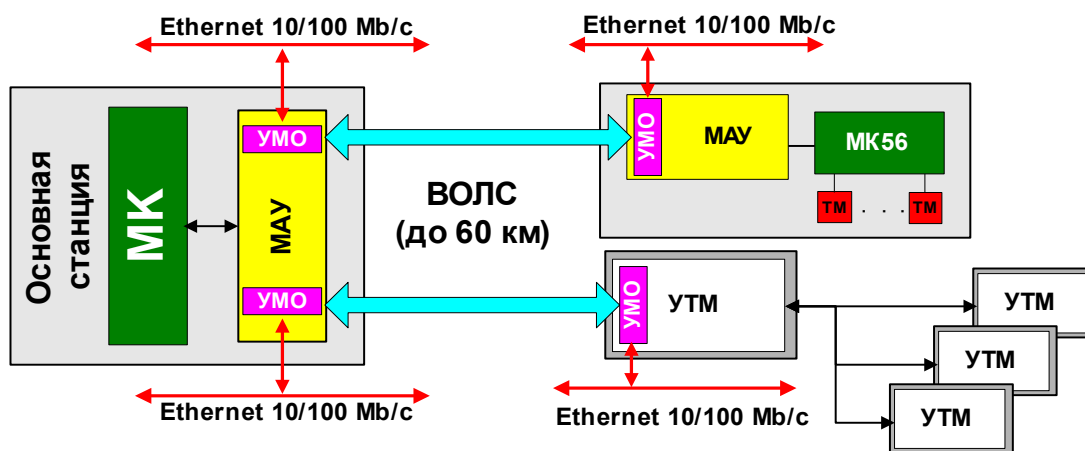 Ethernet 10/100 Mb/c
Ethernet 10/100 Mb/c
Основная
станция
МК
УМО
МАУ
УМО
ВОЛС
(до 60 км)
УМО
МАУ
МК56
ТМ . . . ТМ
УМО
УТМ
УТМ
УТМ
УТМ
Ethernet 10/100 Mb/c
Ethernet 10/100 Mb/c